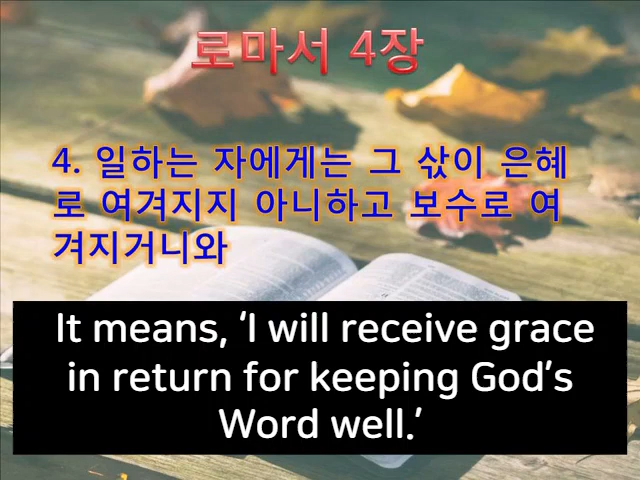 로마서 4장
4. 일하는 자에게는 그 삯이 은혜
로 여겨지지 아니하고 보수로 여
겨지거니와
It means, ‘I will receive grace
in return for keeping God’s
Word well.’